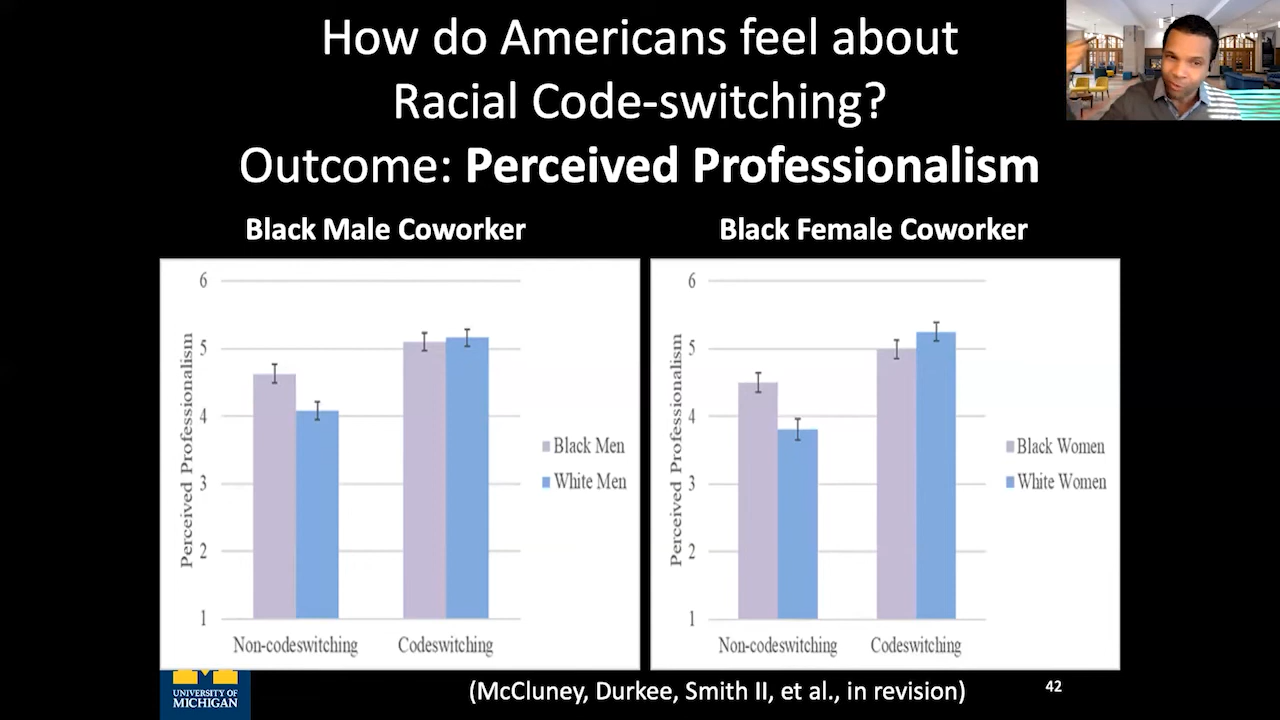 How do Americans feel about
Racial Code-switching?
Outcome: Perceived Professionalism
Black Male Coworker
6
5
4
3
2
1
Perceived Professionalism
Non-codeswitching
Codeswitching
Black Men
White Men
Black Female Coworker
6
5
4
3
2
1
Perceived Professionalism
Non-codeswitching
Codeswitching
Black Women
White Women
UNIVERSITY OF
MICHIGAN
(McCluney, Durkee, Smith II, et al., in revision)
42